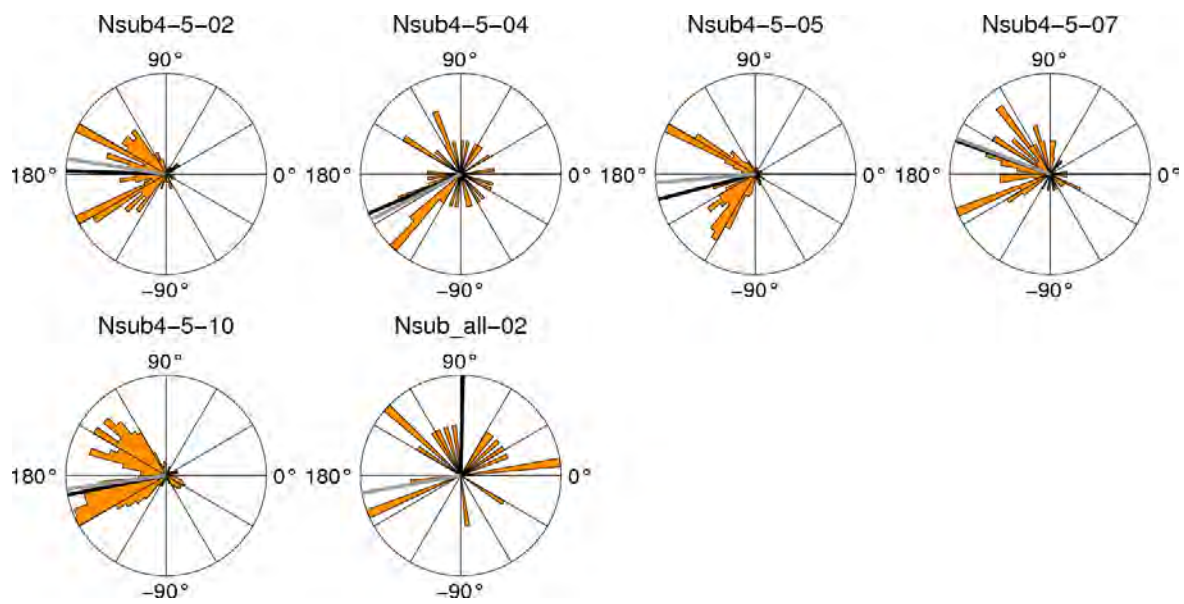 Nsub4-5-02 Nsub4-5-04 Nsub4-5-05 Nsub4-5-07
90° 90° 90° 90°
180° 0° 180° 0° 180° 0° 180° 0°
-90° -90° -90° -90°
Nsub4-5-10 Nsub_all-02
90° 90°
180° 0° 180° 0°
-90° -90°